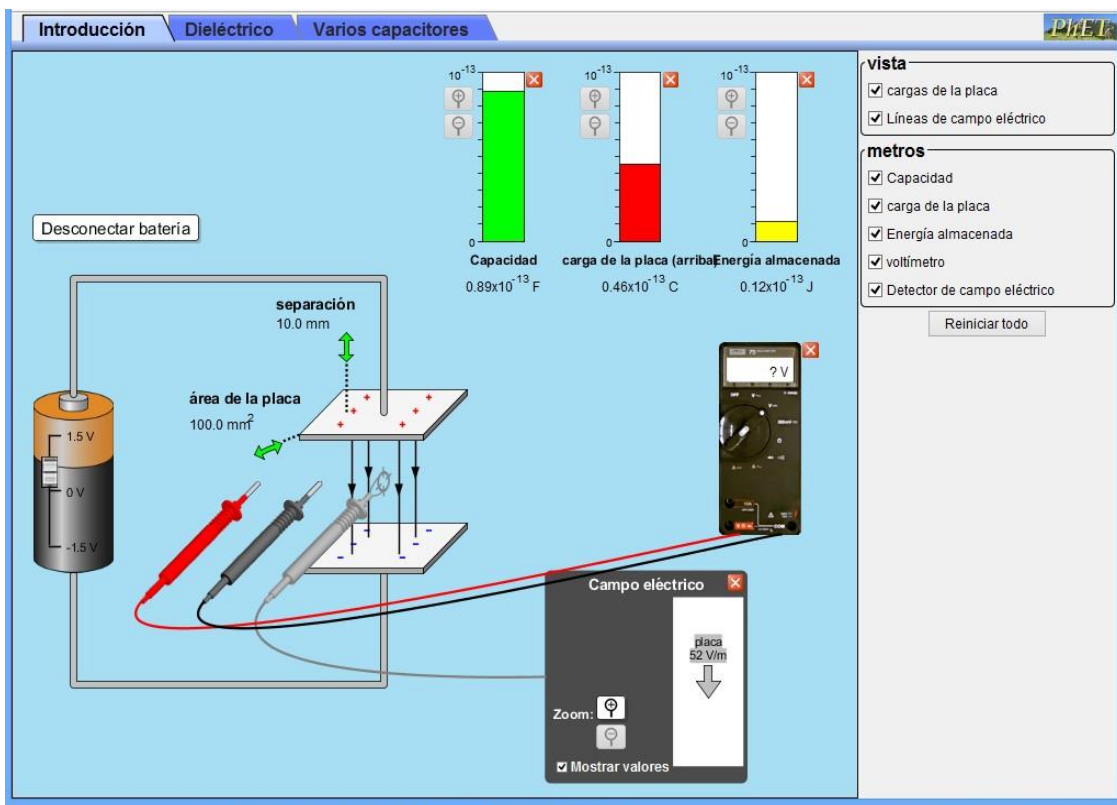 Introducción
Dieléctrico
Varios capacitores
PhET
10-13
10-13
10-13
0
0
0
Capacidad
carga de la placa (arriba)
Energía almacenada
0.89x10-13 F
0.46x10-13 C
0.12x10-13 J
Desconectar batería
separación
10.0 mm
área de la placa
100.0 mm2
1.5 V
0 V
-1.5 V
? V
OFF
COM
Campo eléctrico
placa
52 V/m
Zoom:
Mostrar valores
vista
cargas de la placa
Líneas de campo eléctrico
metros
Capacidad
carga de la placa
Energía almacenada
voltímetro
Detector de campo eléctrico
Reiniciar todo